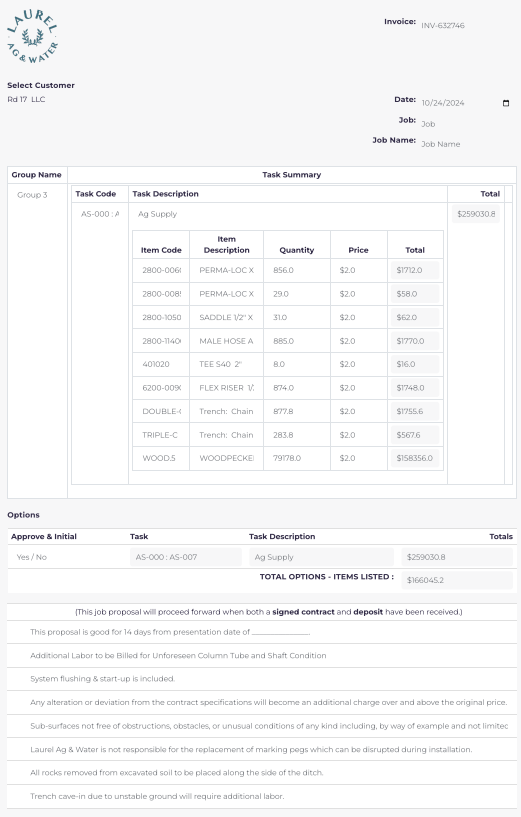 LAUREL
AG & WATER
Invoice: INV-632746
Select Customer
Rd 17 LLC
Date: 10/24/2024
Job: Job
Job Name: Job Name
Group Name Task Summary
Group 3 Task Code Task Description Total
AS-000 : A Ag Supply $259030.8
Item Code Item Description Quantity Price Total
2800-006( PERMA-LOC X 856.0 $2.0 $1712.0
2800-008! PERMA-LOC X 29.0 $2.0 $58.0
2800-1050 SADDLE 1/2" X 31.0 $2.0 $62.0
2800-114( MALE HOSE A 885.0 $2.0 $1770.0
401020 TEE S40 2" 8.0 $2.0 $16.0
6200-009( FLEX RISER 1/ 874.0 $2.0 $1748.0
DOUBLE-C Trench: Chain 877.8 $2.0 $1755.6
TRIPLE-C Trench: Chain 283.8 $2.0 $567.6
WOOD.5 WOODPECKE 79178.0 $2.0 $158356.0
Options
Approve & Initial Task Task Description Totals
Yes / No AS-000 : AS-007 Ag Supply $259030.8
TOTAL OPTIONS - ITEMS LISTED : $166045.2
(This job proposal will proceed forward when both a signed contract and deposit have been received.)
This proposal is good for 14 days from presentation date of ________________
Additional Labor to be Billed for Unforeseen Column Tube and Shaft Condition
System flushing & start-up is included.
Any alteration or deviation from the contract specifications will become an additional charge over and above the original price.
Sub-surfaces not free of obstructions, obstacles, or unusual conditions of any kind including, by way of example and not limited
Laurel Ag & Water is not responsible for the replacement of marking pegs which can be disrupted during installation.
All rocks removed from excavated soil to be placed along the side of the ditch.
Trench cave-in due to unstable ground will require additional labor.